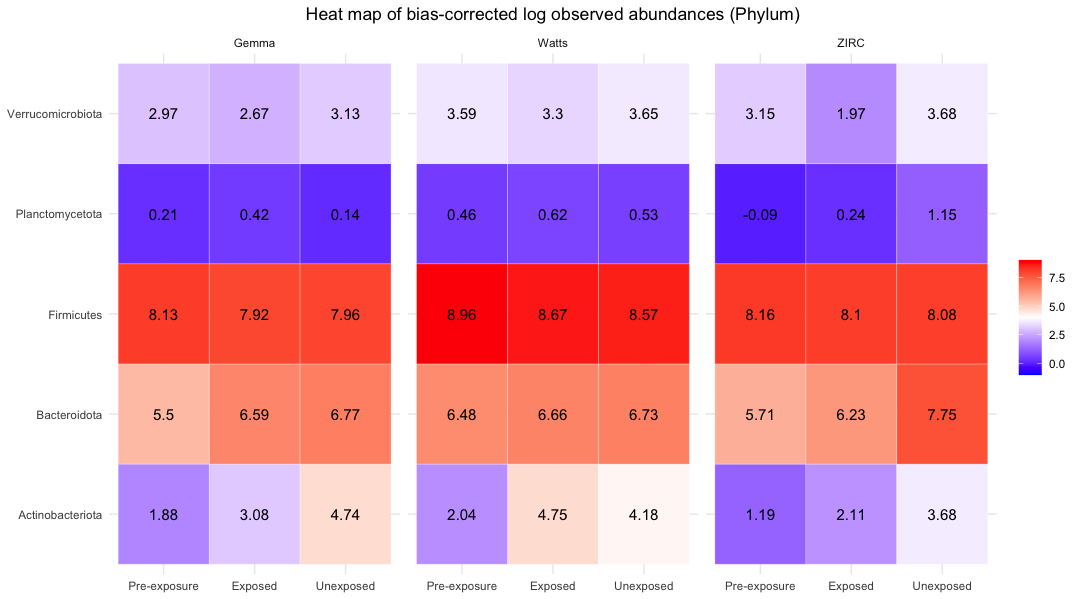 Heat map of bias-corrected log observed abundances (Phylum)
Gemma Watts ZIRC
Verrucomicrobiota 2.97 2.67 3.13 3.59 3.3 3.65 3.15 1.97 3.68
Planctomycetota 0.21 0.42 0.14 0.46 0.62 0.53 -0.09 0.24 1.15
Firmicutes 8.13 7.92 7.96 8.96 8.67 8.57 8.16 8.1 8.08
Bacteroidota 5.5 6.59 6.77 6.48 6.66 6.73 5.71 6.23 7.75
Actinobacteriota 1.88 3.08 4.74 2.04 4.75 4.18 1.19 2.11 3.68
Pre-exposure Exposed Unexposed Pre-exposure Exposed Unexposed Pre-exposure Exposed Unexposed
7.5
5.0
2.5
0.0